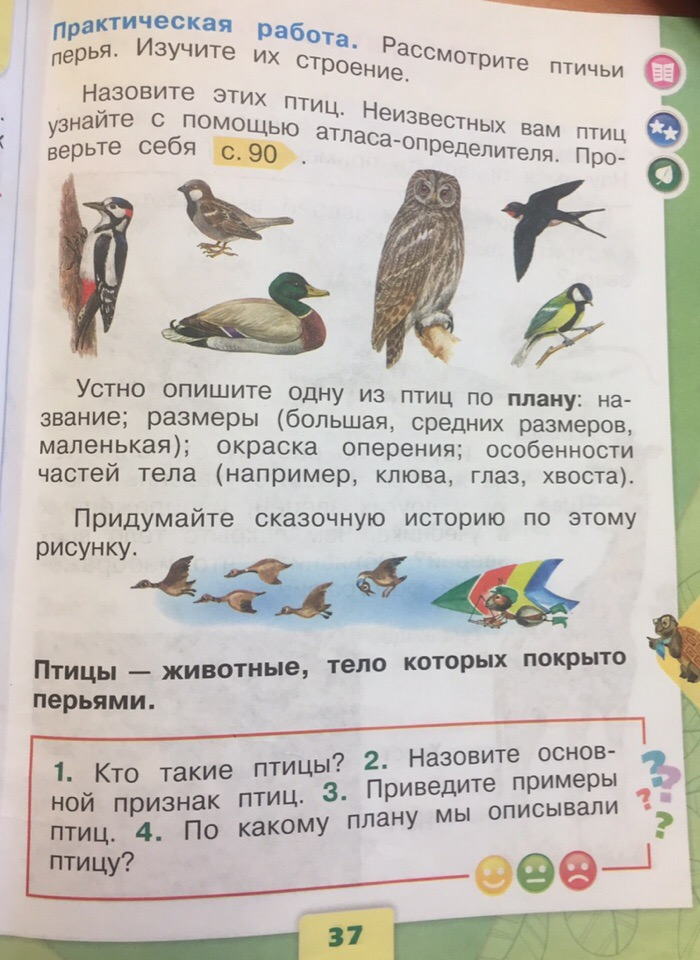 Практическая работа. Рассмотрите птичьи
перья. Изучите их строение.
Назовите этих птиц. Неизвестных вам птиц
узнайте с помощью атласа-определителя. Про-
верьте себя с. 90 .
Устно опишите одну из птиц по плану: на-
звание; размеры (большая, средних размеров,
маленькая); окраска оперения; особенности
частей тела (например, клюва, глаз, хвоста).
Придумайте сказочную историю по этому
рисунку.
Птицы — животные, тело которых покрыто
перьями.
1. Кто такие птицы? 2. Назовите основ-
ной признак птиц. 3. Приведите примеры
птиц. 4. По какому плану мы описывали
птицу?
? ? ? ?
37